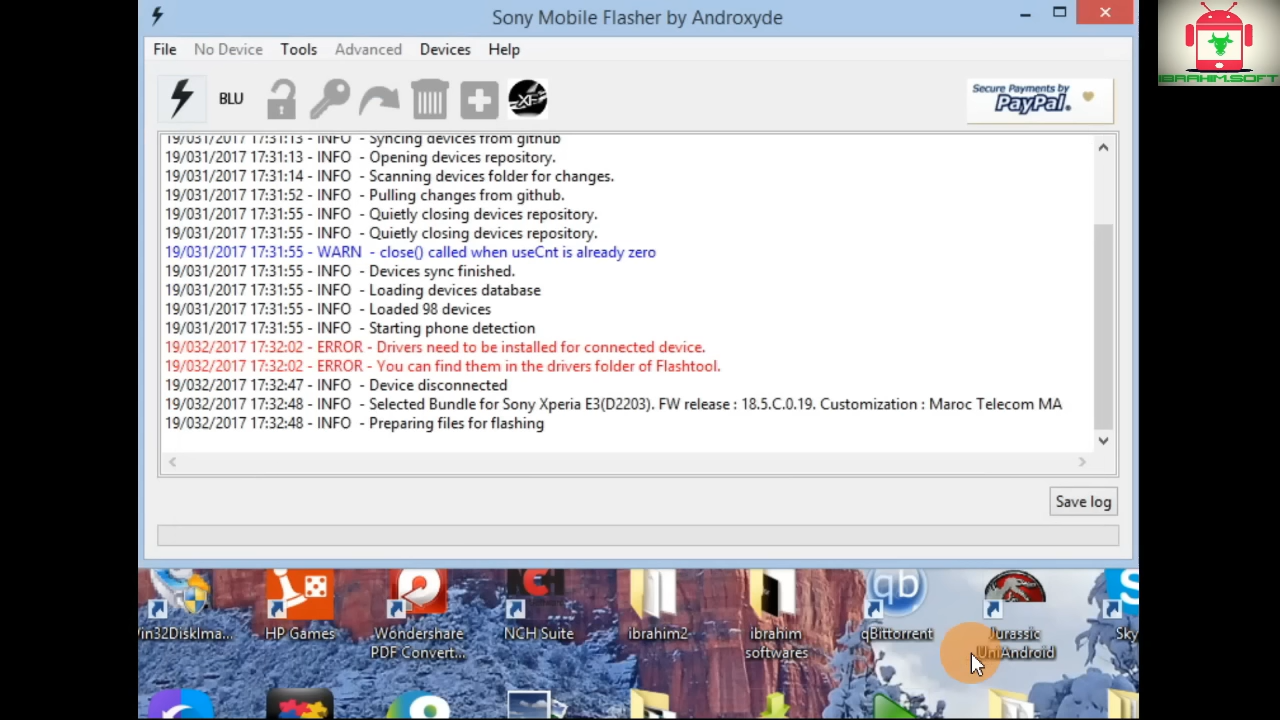 Sony Mobile Flasher by Androxyde
IBRAHIM.SOFT
File No Device Tools Advanced Devices Help
BLU
XF
Secure Payments by
PayPal.
19/031/2017 17:31:13 - INFO - Syncing devices from github
19/031/2017 17:31:13 - INFO - Opening devices repository.
19/031/2017 17:31:14 - INFO - Scanning devices folder for changes.
19/031/2017 17:31:52 - INFO - Pulling changes from github.
19/031/2017 17:31:55 - INFO - Quietly closing devices repository.
19/031/2017 17:31:55 - INFO - Quietly closing devices repository.
19/031/2017 17:31:55 - WARN - close() called when useCnt is already zero
19/031/2017 17:31:55 - INFO - Devices sync finished.
19/031/2017 17:31:55 - INFO - Loading devices database
19/031/2017 17:31:55 - INFO - Loaded 98 devices
19/031/2017 17:31:55 - INFO - Starting phone detection
19/032/2017 17:32:02 - ERROR - Drivers need to be installed for connected device.
19/032/2017 17:32:02 - ERROR - You can find them in the drivers folder of Flashtool.
19/032/2017 17:32:47 - INFO - Device disconnected
19/032/2017 17:32:48 - INFO - Selected Bundle for Sony Xperia E3(D2203). FW release : 18.5.C.0.19. Customization : Maroc Telecom MA
19/032/2017 17:32:48 - INFO - Preparing files for flashing
Save log
qb
Win32DiskIma... HP Games Wondershare NCH Suite ibrahim2- ibrahim qBittorrent Jurassic Sky
PDF Convert... softwares UniAndroid